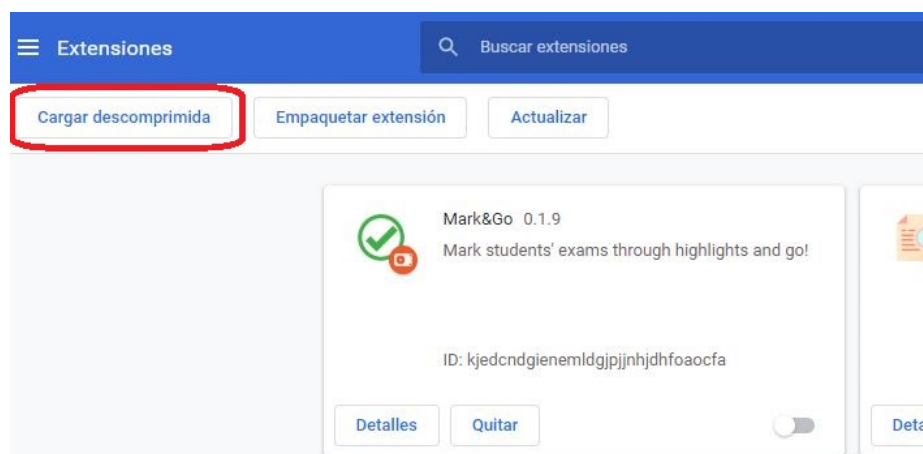 Extensiones
Buscar extensiones
Cargar descomprimida
Empaquetar extensión
Actualizar
Mark&Go 0.1.9
Mark students' exams through highlights and go!
ID: kjedcndgienemldgjpjjnhjdhfoaocfa
Detalles
Quitar
Deta